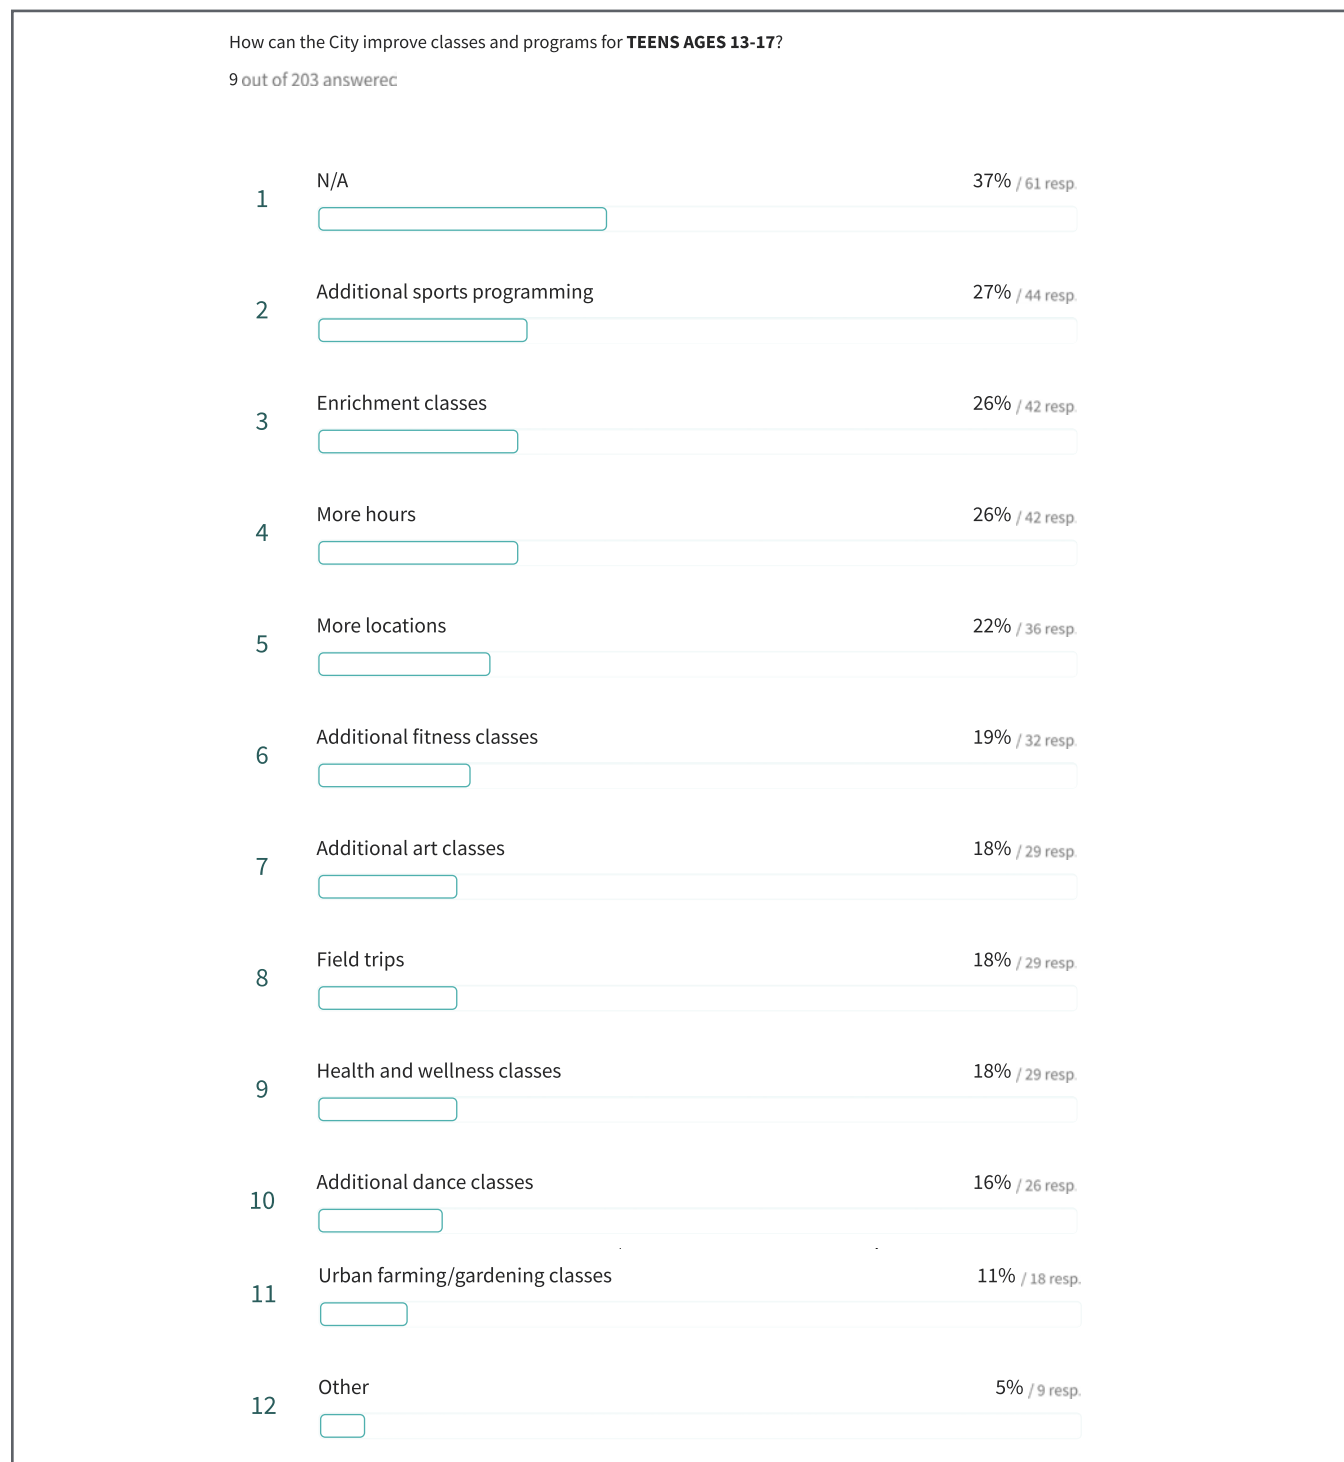 How can the City improve classes and programs for TEENS AGES 13-17?
9 out of 203 answerec
1 N/A 37% / 61 resp.
2 Additional sports programming 27% / 44 resp.
3 Enrichment classes 26% / 42 resp.
4 More hours 26% / 42 resp.
5 More locations 22% / 36 resp.
6 Additional fitness classes 19% / 32 resp.
7 Additional art classes 18% / 29 resp.
8 Field trips 18% / 29 resp.
9 Health and wellness classes 18% / 29 resp.
10 Additional dance classes 16% / 26 resp.
11 Urban farming/gardening classes 11% / 18 resp.
12 Other 5% / 9 resp.